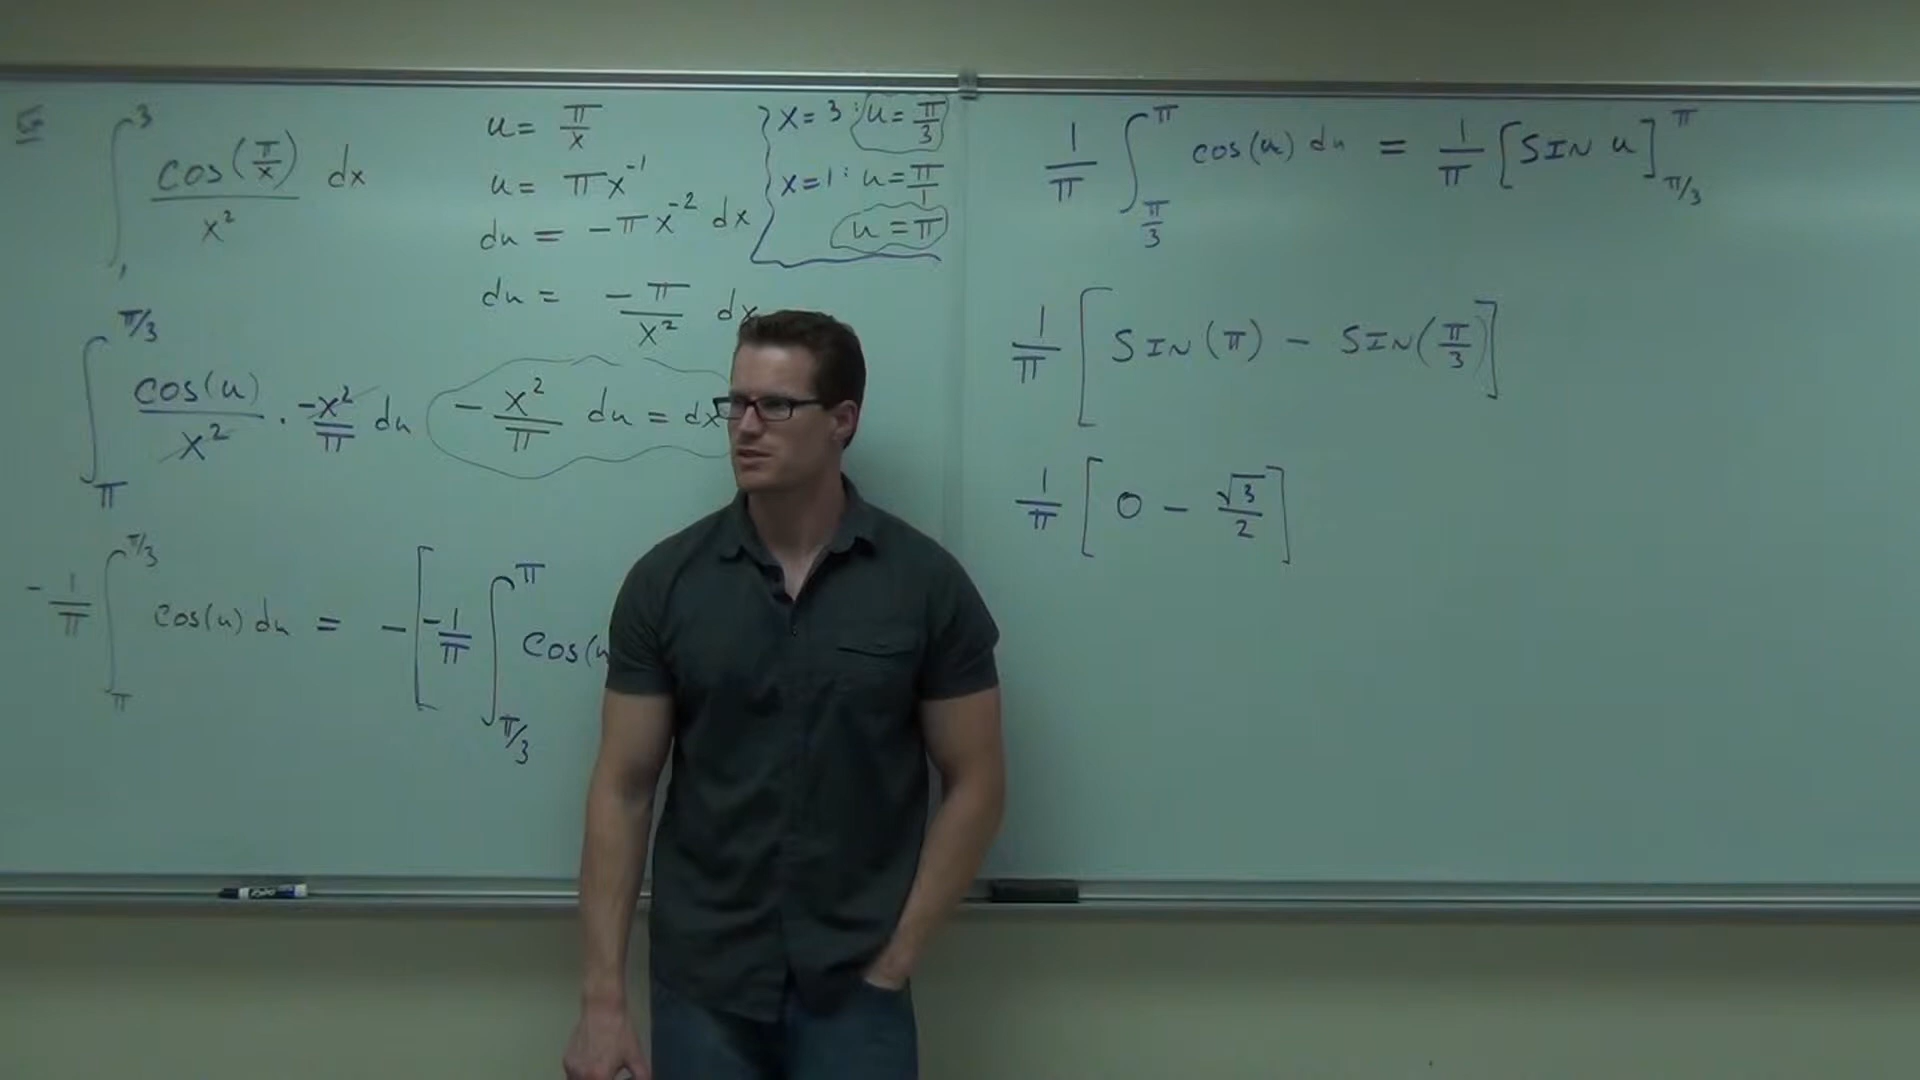 Ex ∫₁³ cos(π/x)/x² dx
u = π/x
u = πx⁻¹
du = -πx⁻² dx
du = -π/x² dx
-x²/π du = dx
x = 3 : u = π/3
x = 1 : u = π/1
u = π
∫_π^{π/3} cos(u)/x² · -x²/π du
-1/π ∫_π^{π/3} cos(u) du = -[-1/π ∫_{π/3}^π cos(u
1/π ∫_{π/3}^π cos(u) du = 1/π [SIN u]_{π/3}^π
1/π [SIN(π) - SIN(π/3)]
1/π [0 - √3/2]
EXPO